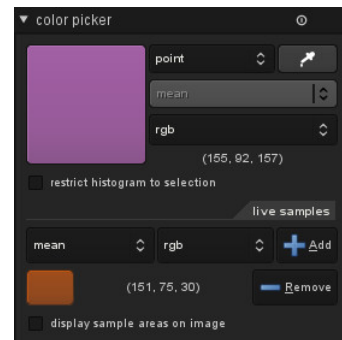 color picker
point
mean
rgb
(155, 92, 157)
restrict histogram to selection
live samples
mean rgb Add
(151, 75, 30) Remove
display sample areas on image